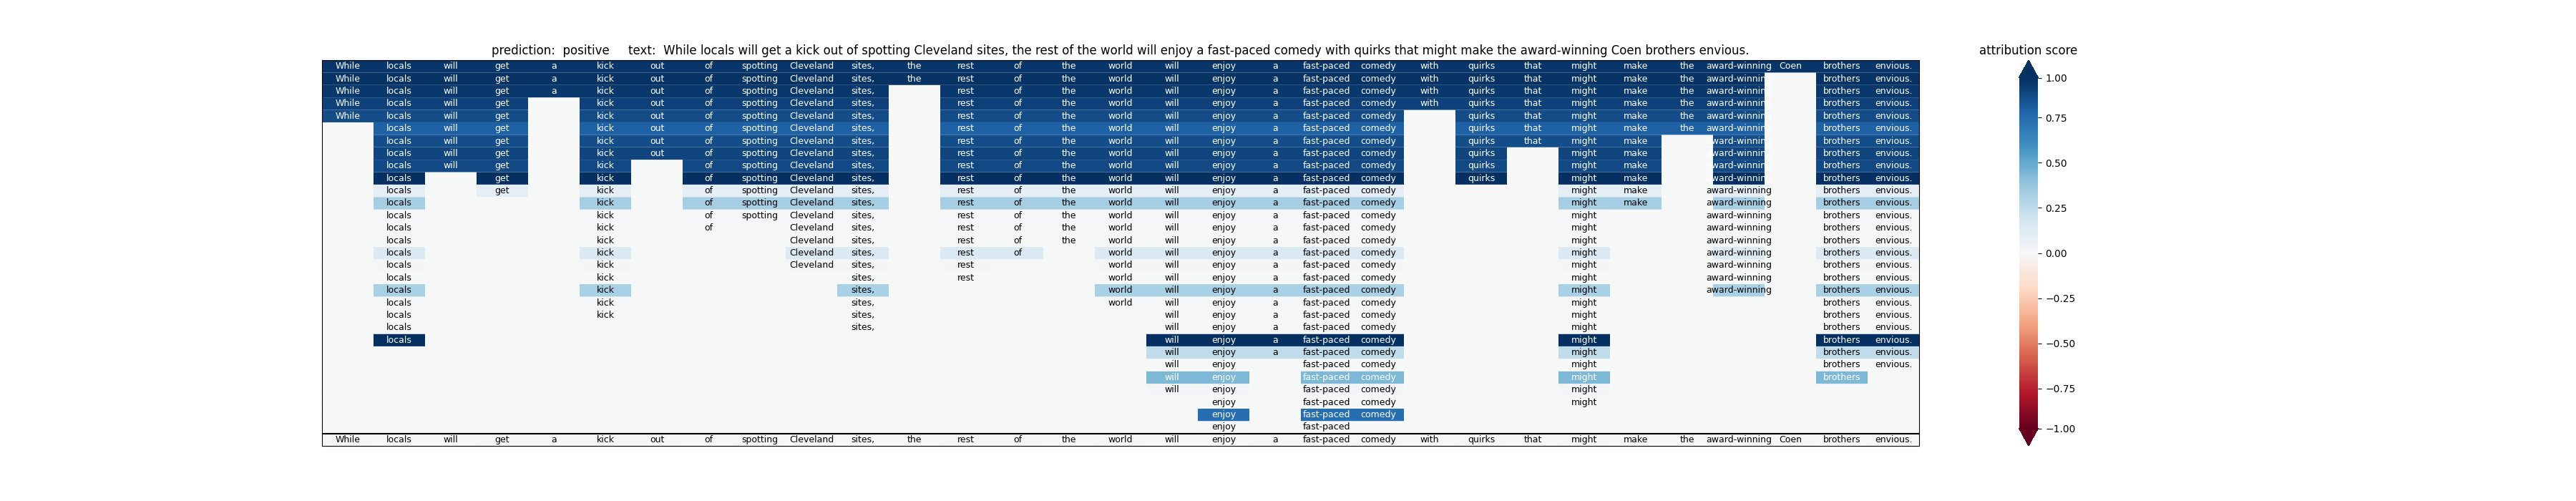 prediction: positive text: While locals will get a kick out of spotting Cleveland sites, the rest of the world will enjoy a fast-paced comedy with quirks that might make the award-winning Coen brothers envious.
attribution score
While locals will get a kick out of spotting Cleveland sites, the rest of the world will enjoy a fast-paced comedy with quirks that might make the award-winning Coen brothers envious.
While locals will get a kick out of spotting Cleveland sites, the rest of the world will enjoy a fast-paced comedy with quirks that might make the award-winning brothers envious.
While locals will get a kick out of spotting Cleveland sites, rest of the world will enjoy a fast-paced comedy with quirks that might make the award-winning brothers envious.
While locals will get kick out of spotting Cleveland sites, rest of the world will enjoy a fast-paced comedy with quirks that might make the award-winning brothers envious.
While locals will get kick out of spotting Cleveland sites, rest of the world will enjoy a fast-paced comedy quirks that might make the award-winning brothers envious.
locals will get kick out of spotting Cleveland sites, rest of the world will enjoy a fast-paced comedy quirks that might make the award-winning brothers envious.
locals will get kick out of spotting Cleveland sites, rest of the world will enjoy a fast-paced comedy quirks that might make award-winning brothers envious.
locals will get kick out of spotting Cleveland sites, rest of the world will enjoy a fast-paced comedy quirks might make award-winning brothers envious.
locals will get kick of spotting Cleveland sites, rest of the world will enjoy a fast-paced comedy quirks might make award-winning brothers envious.
locals get kick of spotting Cleveland sites, rest of the world will enjoy a fast-paced comedy quirks might make award-winning brothers envious.
locals get kick of spotting Cleveland sites, rest of the world will enjoy a fast-paced comedy might make award-winning brothers envious.
locals kick of spotting Cleveland sites, rest of the world will enjoy a fast-paced comedy might make award-winning brothers envious.
locals kick of spotting Cleveland sites, rest of the world will enjoy a fast-paced comedy might award-winning brothers envious.
locals kick of Cleveland sites, rest of the world will enjoy a fast-paced comedy might award-winning brothers envious.
locals kick Cleveland sites, rest of the world will enjoy a fast-paced comedy might award-winning brothers envious.
locals kick Cleveland sites, rest of world will enjoy a fast-paced comedy might award-winning brothers envious.
locals kick Cleveland sites, rest world will enjoy a fast-paced comedy might award-winning brothers envious.
locals kick sites, rest world will enjoy a fast-paced comedy might award-winning brothers envious.
locals kick sites, world will enjoy a fast-paced comedy might award-winning brothers envious.
locals kick sites, world will enjoy a fast-paced comedy might brothers envious.
locals kick sites, will enjoy a fast-paced comedy might brothers envious.
locals sites, will enjoy a fast-paced comedy might brothers envious.
locals will enjoy a fast-paced comedy might brothers envious.
will enjoy a fast-paced comedy might brothers envious.
will enjoy fast-paced comedy might brothers envious.
will enjoy fast-paced comedy might brothers
will enjoy fast-paced comedy might
enjoy fast-paced comedy might
enjoy fast-paced comedy
enjoy fast-paced
While locals will get a kick out of spotting Cleveland sites, the rest of the world will enjoy a fast-paced comedy with quirks that might make the award-winning Coen brothers envious.
1.00
0.75
0.50
0.25
0.00
−0.25
−0.50
−0.75
−1.00